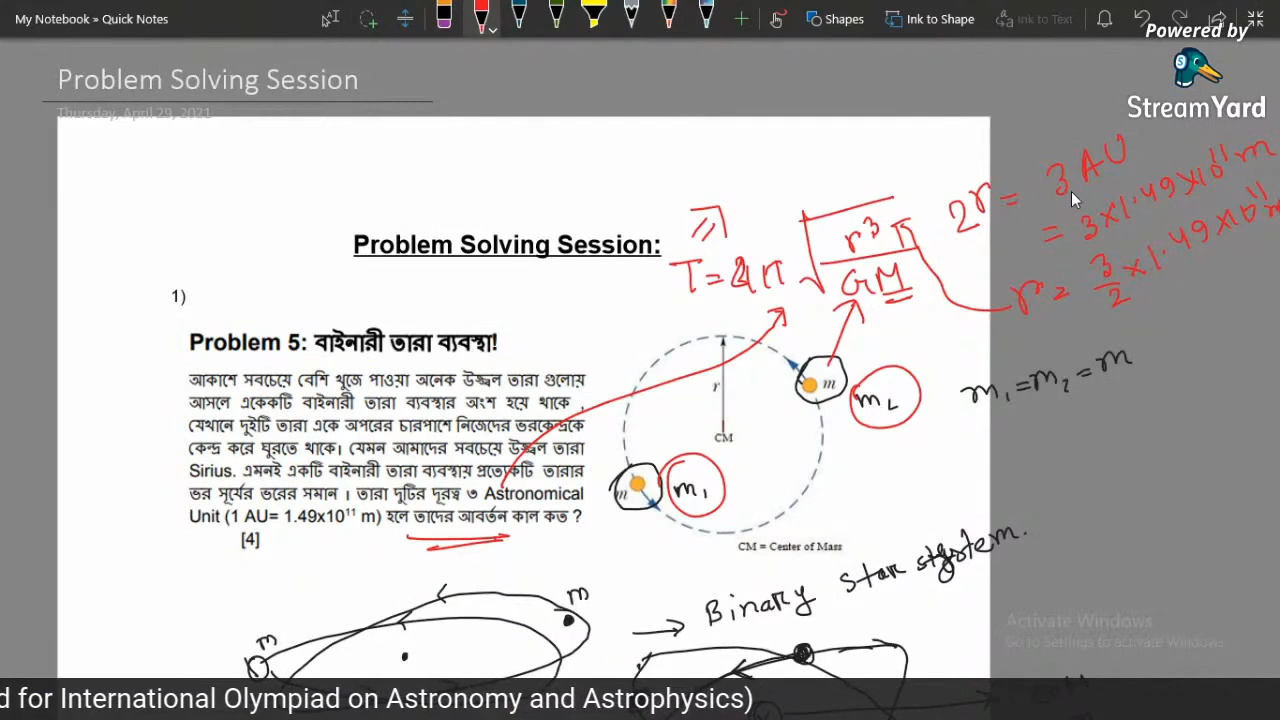 My Notebook » Quick Notes
Shapes
Ink to Shape
Ink to Text
Powered by
StreamYard
Problem Solving Session
Thursday, April 29, 2021
Problem Solving Session:
T=4π √(r³/GM)
2r = 3 AU
= 3×1.49×10¹¹ m
r = 3/2 ×1.49×10¹¹ m
1)
Problem 5: বাইনারী তারা ব্যবস্থা!
আকাশে সবচেয়ে বেশি খুজে পাওয়া অনেক উজ্জল তারা গুলোয়
আসলে একেকটি বাইনারী তারা ব্যবস্থার অংশ হয়ে থাকে ,
যেখানে দুইটি তারা একে অপরের চারপাশে নিজেদের ভরকেন্দ্রকে
কেন্দ্র করে ঘুরতে থাকে। যেমন আমাদের সবচেয়ে উজ্জ্বল তারা
Sirius. এমনই একটি বাইনারী তারা ব্যবস্থায় প্রত্যেকটি তারার
ভর সূর্যের ভরের সমান । তারা দুটির দূরত্ব ৩ Astronomical
Unit (1 AU= 1.49x10¹¹ m) হলে তাদের আবর্তন কাল কত ?
[4]
r
CM
m
m₂
m
m₁
m₁=m₂=m
CM = Center of Mass
Binary star system.
m
m
Activate Windows
Go to Settings to activate Windows
d for International Olympiad on Astronomy and Astrophysics)